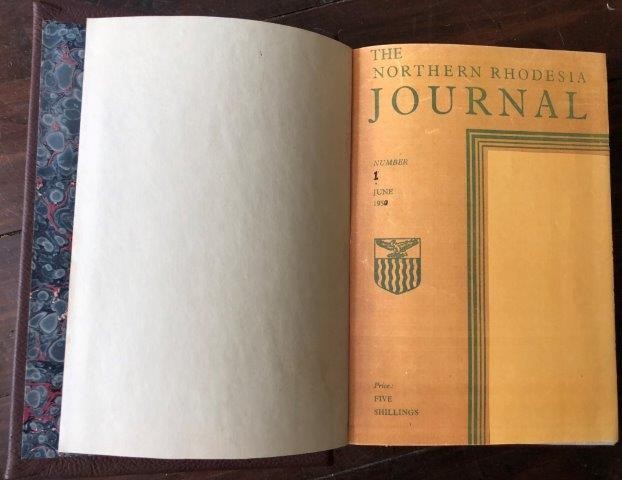 THE
NORTHERN RHODESIA
JOURNAL
NUMBER
1
JUNE
1950
Price:
FIVE
SHILLINGS